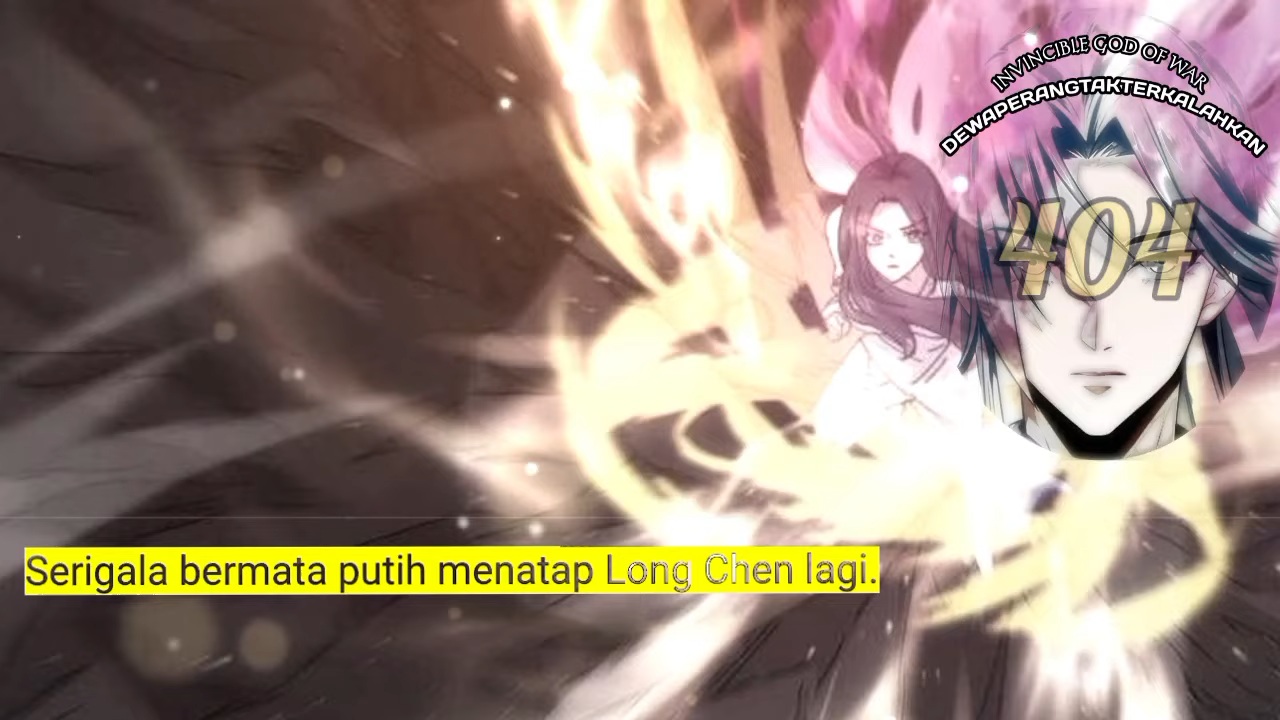 INVINCIBLE GOD OF WAR
DEWAPERANGTAKTERKALAHKAN
404
Serigala bermata putih menatap Long Chen lagi.